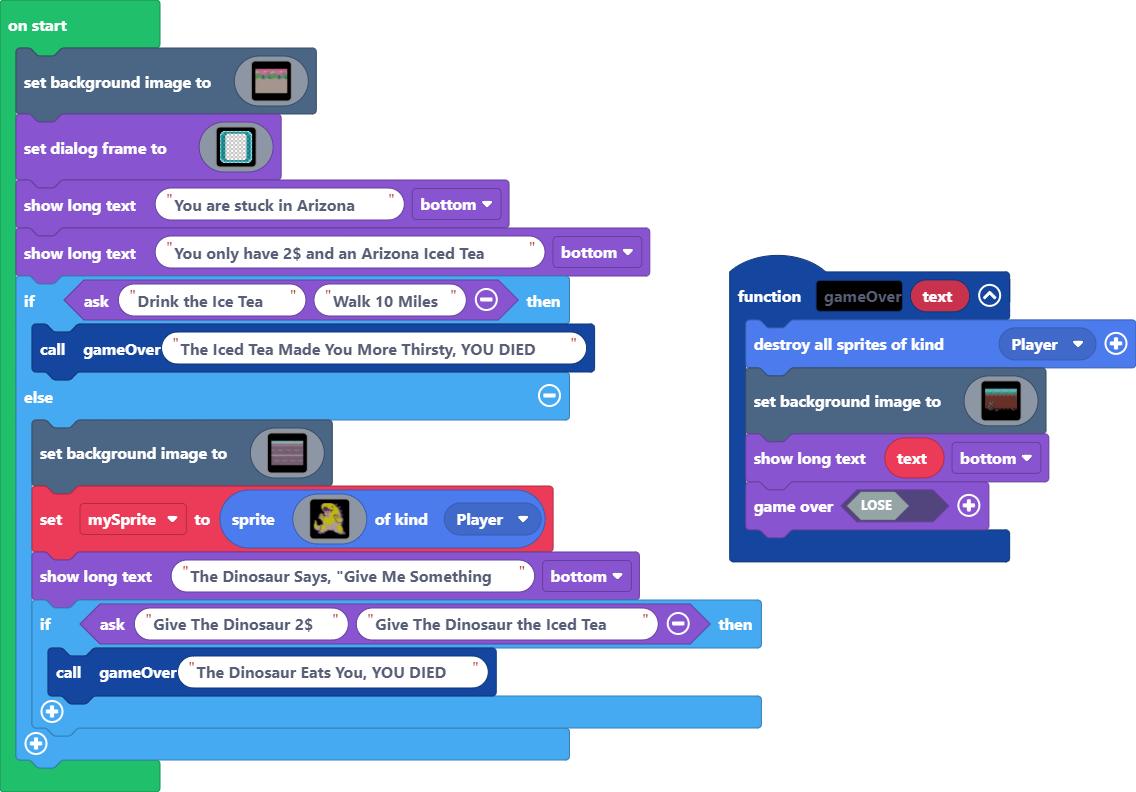 on start
set background image to
set dialog frame to
show long text "You are stuck in Arizona" bottom
show long text "You only have 2$ and an Arizona Iced Tea" bottom
if ask "Drink the Ice Tea" "Walk 10 Miles" then
call gameOver "The Iced Tea Made You More Thirsty, YOU DIED"
else
set background image to
set mySprite to sprite of kind Player
show long text "The Dinosaur Says, "Give Me Something" bottom
if ask "Give The Dinosaur 2$" "Give The Dinosaur the Iced Tea" then
call gameOver "The Dinosaur Eats You, YOU DIED"
function gameOver text
destroy all sprites of kind Player
set background image to
show long text text bottom
game over LOSE